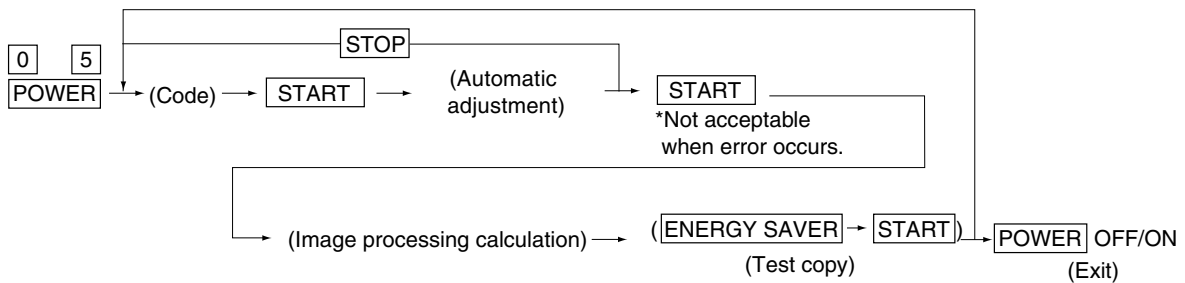 STOP
0 5
POWER
(Code)
START
(Automatic
adjustment)
START
*Not acceptable
when error occurs.
(Image processing calculation)
(ENERGY SAVER
START)
(Test copy)
POWER OFF/ON
(Exit)